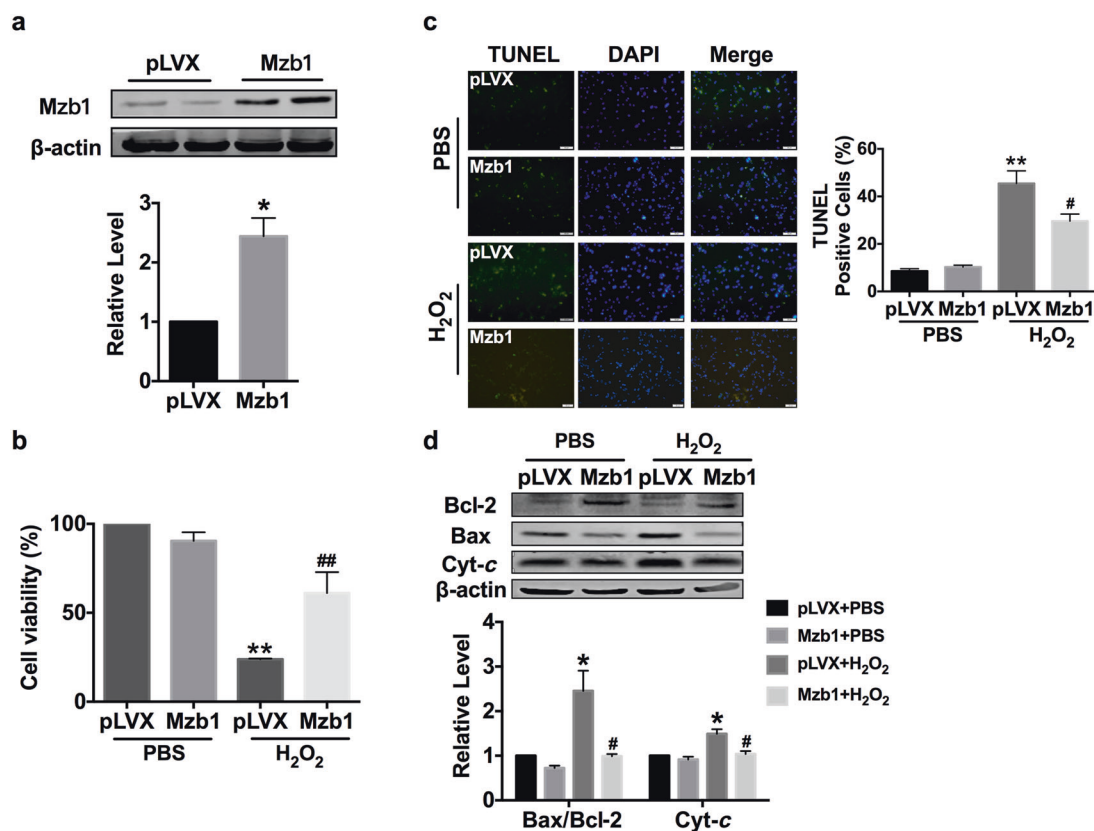 a
pLVX Mzb1
Mzb1
β-actin
Relative Level
3
2
1
0
*
pLVX Mzb1
b
Cell viability (%)
100
50
0
**
##
pLVX Mzb1 pLVX Mzb1
PBS H₂O₂
c
TUNEL DAPI Merge
PBS
pLVX
Mzb1
H₂O₂
pLVX
Mzb1
TUNEL
Positive Cells (%)
60
40
20
0
**
#
pLVX Mzb1 pLVX Mzb1
PBS H₂O₂
d
PBS H₂O₂
pLVX Mzb1 pLVX Mzb1
Bcl-2
Bax
Cyt-c
β-actin
Relative Level
4
3
2
1
0
*
#
*
#
Bax/Bcl-2 Cyt-c
pLVX+PBS
Mzb1+PBS
pLVX+H₂O₂
Mzb1+H₂O₂